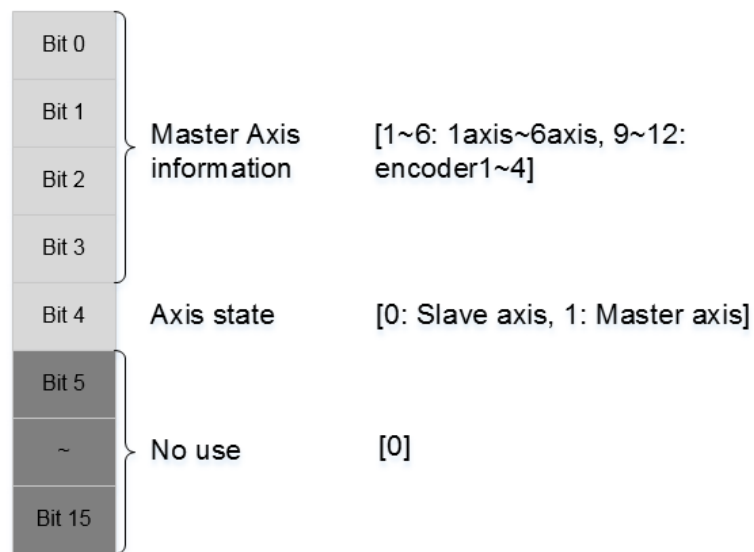 Bit 0
Bit 1
Master Axis [1~6: 1axis~6axis, 9~12:
information encoder1~4]
Bit 2
Bit 3
Bit 4 Axis state [0: Slave axis, 1: Master axis]
Bit 5
~ No use [0]
Bit 15